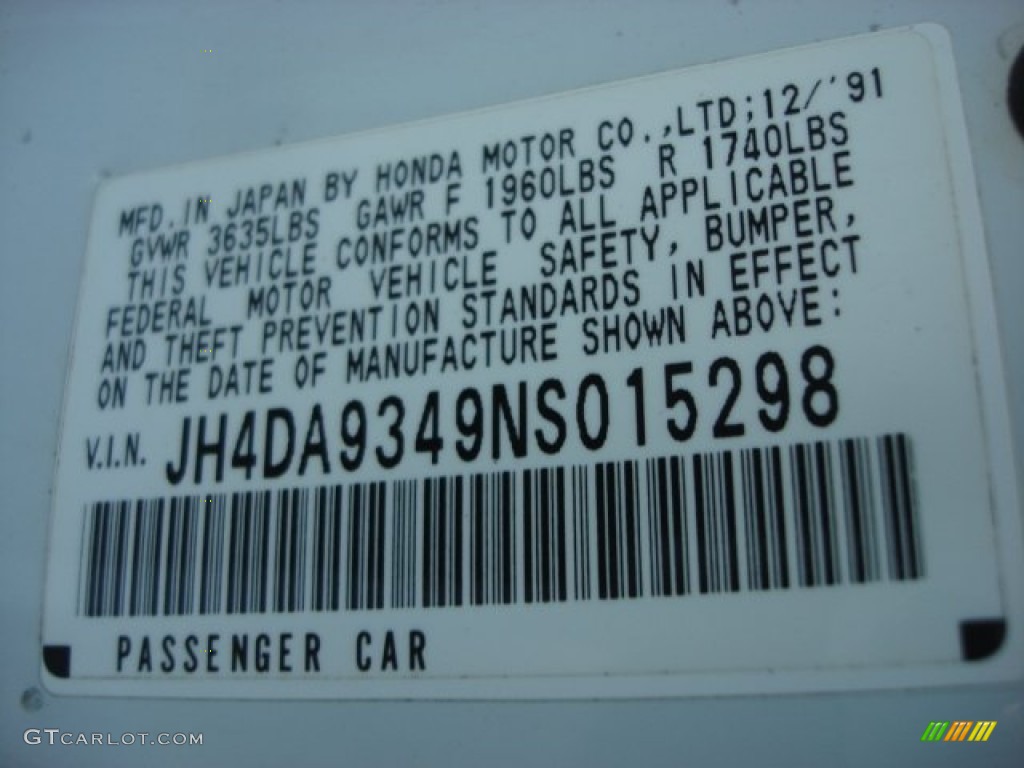 MFD. IN JAPAN BY HONDA MOTOR CO., LTD; 12/'91
GVWR 3635LBS GAWR F 1960LBS R 1740LBS
THIS VEHICLE CONFORMS TO ALL APPLICABLE
FEDERAL MOTOR VEHICLE SAFETY, BUMPER,
AND THEFT PREVENTION STANDARDS IN EFFECT
ON THE DATE OF MANUFACTURE SHOWN ABOVE:
V.I.N. JH4DA9349NS015298
PASSENGER CAR
GTCARLOT.COM